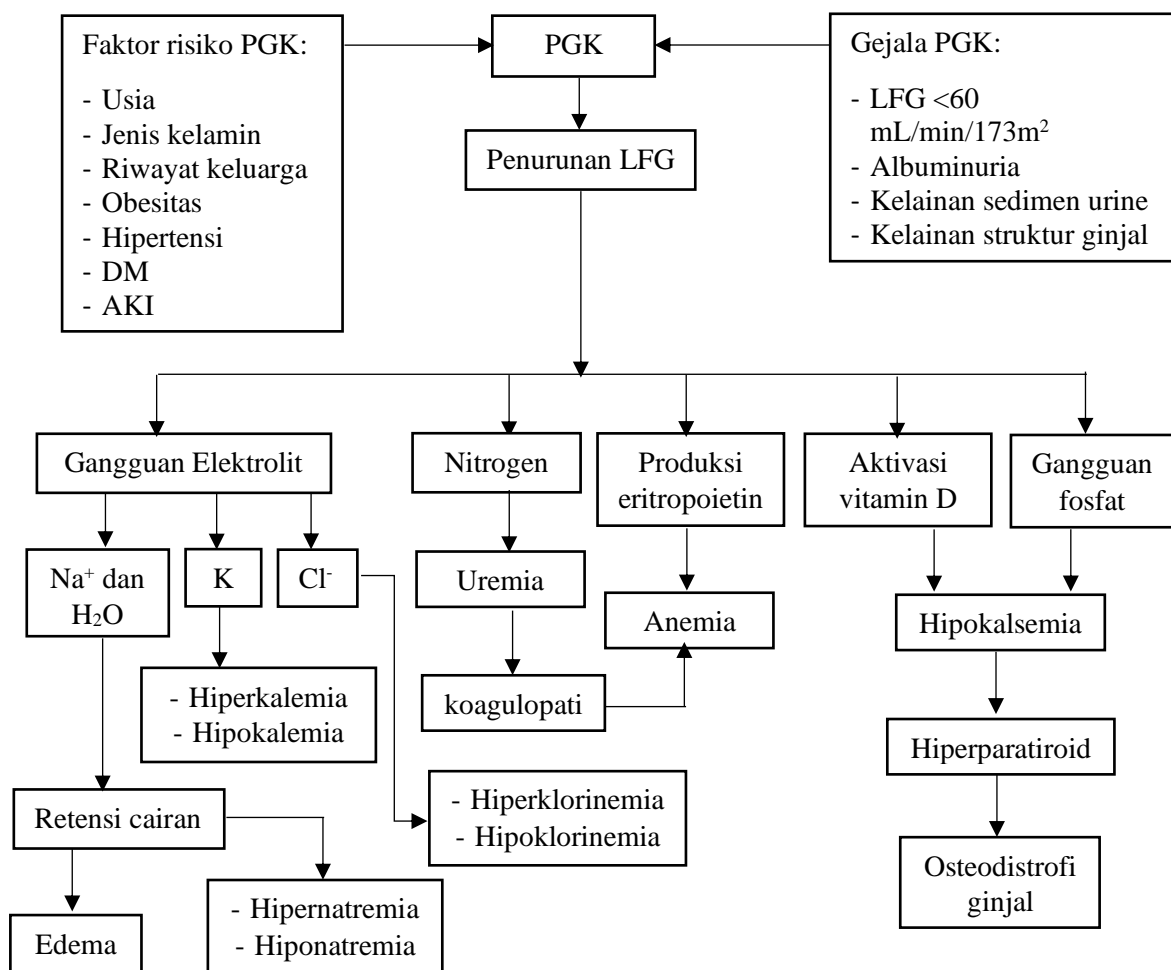 Faktor risiko PGK:
- Usia
- Jenis kelamin
- Riwayat keluarga
- Obesitas
- Hipertensi
- DM
- AKI
PGK
Gejala PGK:
- LFG <60
mL/min/173m²
- Albuminuria
- Kelainan sedimen urine
- Kelainan struktur ginjal
Penurunan LFG
Gangguan Elektrolit
Nitrogen
Produksi
eritropoietin
Aktivasi
vitamin D
Gangguan
fosfat
Na⁺ dan
H₂O
K
Cl⁻
Uremia
Anemia
Hipokalsemia
- Hiperkalemia
- Hipokalemia
koagulopati
Hiperparatiroid
Retensi cairan
- Hiperklorinemia
- Hipoklorinemia
Osteodistrofi
ginjal
Edema
- Hipernatremia
- Hiponatremia